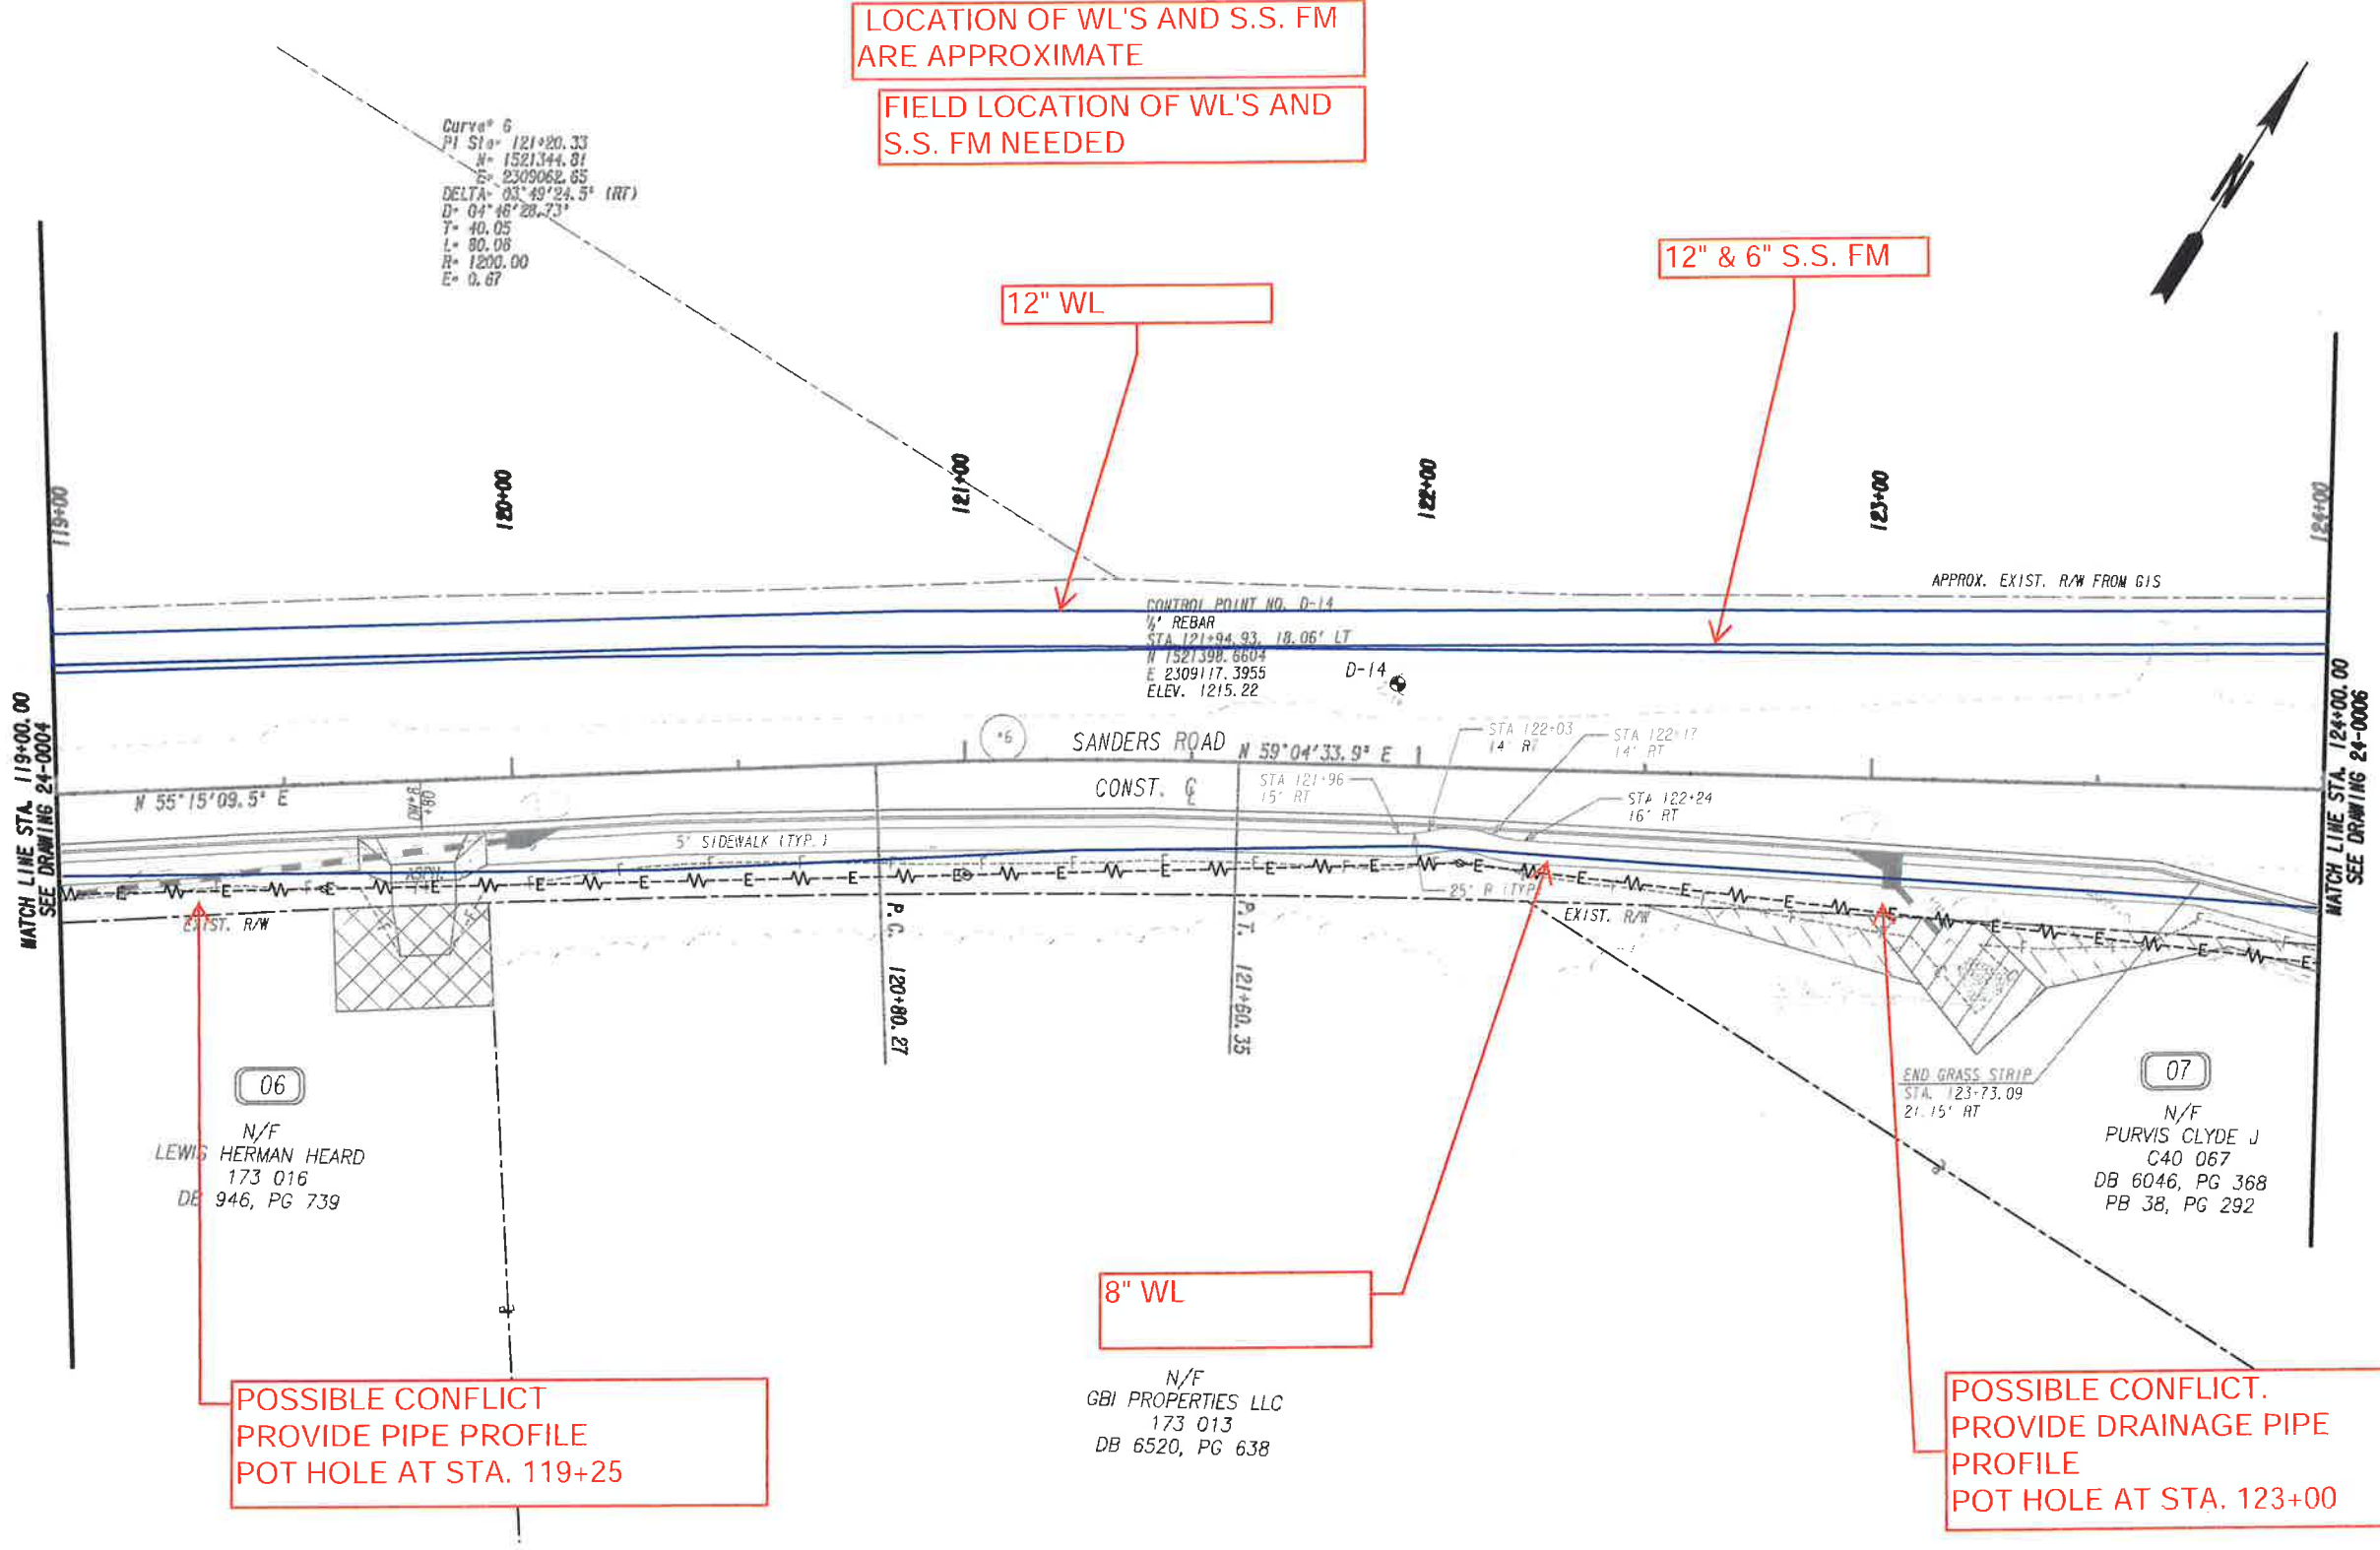 LOCATION OF WL'S AND S.S. FM
ARE APPROXIMATE
FIELD LOCATION OF WL'S AND
S.S. FM NEEDED
Curve# 6
PI Sta= 121+20.33
N= 1521344.81
E= 2309062.65
DELTA= 03°49'24.5" (RT)
D= 04°46'28.73"
T= 40.05
L= 80.08
R= 1200.00
E= 0.67
12" WL
12" & 6" S.S. FM
N
119+00
120+00
121+00
122+00
123+00
124+00
APPROX. EXIST. R/W FROM GIS
CONTROL POINT NO. D-14
½" REBAR
STA 121+94.93, 18.06' LT
N 1521398.6604
E 2309117.3955
ELEV. 1215.22
D-14
MATCH LINE STA. 119+00.00
SEE DRAWING 24-0004
MATCH LINE STA. 124+00.00
SEE DRAWING 24-0006
*6
SANDERS ROAD
N 59°04'33.9" E
N 55°15'09.5" E
CONST. ℄
STA 122+03
14' RT
STA 122+17
14' RT
STA 121+96
15' RT
STA 122+24
16' RT
+80
5' SIDEWALK (TYP.)
25' R (TYP)
EXIST. R/W
EXIST. R/W
P.C. 120+80.27
P.T. 121+60.35
END GRASS STRIP
STA. 123+73.09
21.15' RT
06
N/F
LEWIS HERMAN HEARD
173 016
DB 946, PG 739
07
N/F
PURVIS CLYDE J
C40 067
DB 6046, PG 368
PB 38, PG 292
8" WL
N/F
GBI PROPERTIES LLC
173 013
DB 6520, PG 638
POSSIBLE CONFLICT
PROVIDE PIPE PROFILE
POT HOLE AT STA. 119+25
POSSIBLE CONFLICT.
PROVIDE DRAINAGE PIPE
PROFILE
POT HOLE AT STA. 123+00